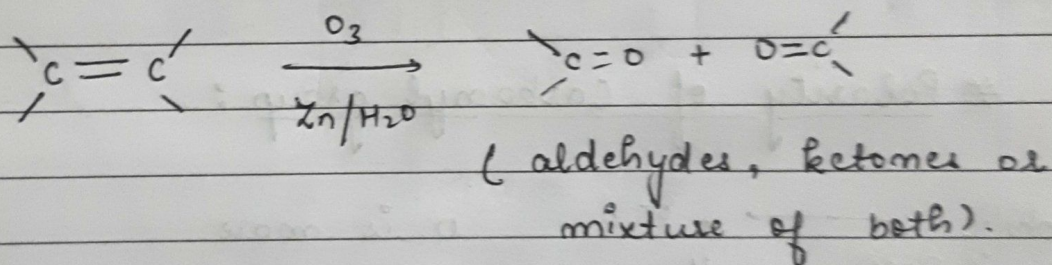 O3
C=C → C=O + O=C
Zn/H2O
( aldehydes, ketones or
mixture of both).